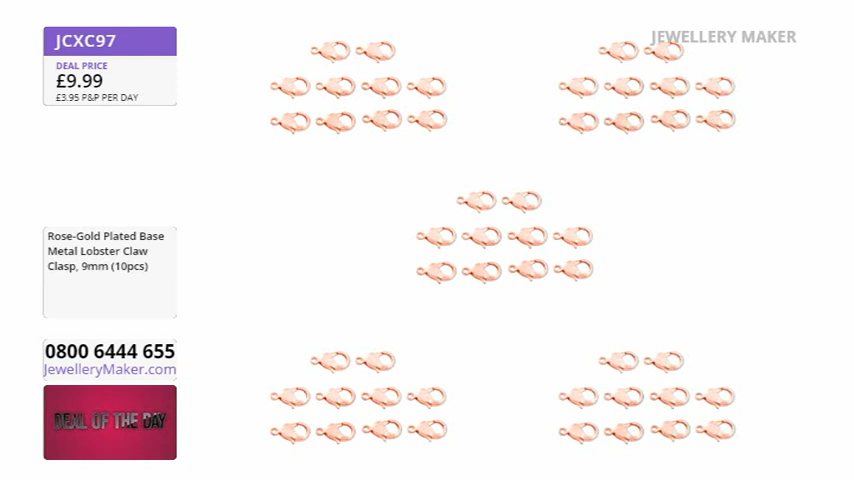 JCXC97
DEAL PRICE
£9.99
£3.95 P&P PER DAY
JEWELLERY MAKER
Rose-Gold Plated Base
Metal Lobster Claw
Clasp, 9mm (10pcs)
0800 6444 655
JewelleryMaker.com
DEAL OF THE DAY